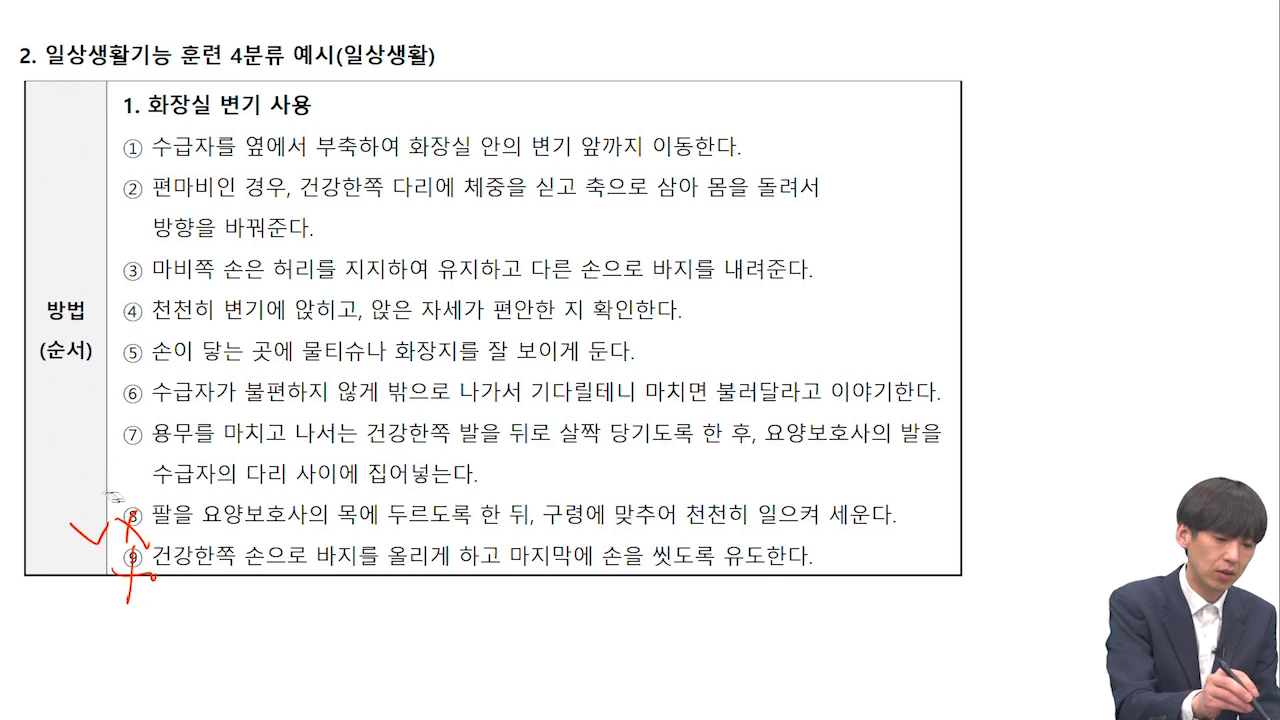 2. 일상생활기능 훈련 4분류 예시(일상생활)
방법
(순서)
1. 화장실 변기 사용
① 수급자를 옆에서 부축하여 화장실 안의 변기 앞까지 이동한다.
② 편마비인 경우, 건강한쪽 다리에 체중을 싣고 축으로 삼아 몸을 돌려서
방향을 바꿔준다.
③ 마비쪽 손은 허리를 지지하여 유지하고 다른 손으로 바지를 내려준다.
④ 천천히 변기에 앉히고, 앉은 자세가 편안한 지 확인한다.
⑤ 손이 닿는 곳에 물티슈나 화장지를 잘 보이게 둔다.
⑥ 수급자가 불편하지 않게 밖으로 나가서 기다릴테니 마치면 불러달라고 이야기한다.
⑦ 용무를 마치고 나서는 건강한쪽 발을 뒤로 살짝 당기도록 한 후, 요양보호사의 발을
수급자의 다리 사이에 집어넣는다.
⑧ 팔을 요양보호사의 목에 두르도록 한 뒤, 구령에 맞추어 천천히 일으켜 세운다.
⑨ 건강한쪽 손으로 바지를 올리게 하고 마지막에 손을 씻도록 유도한다.